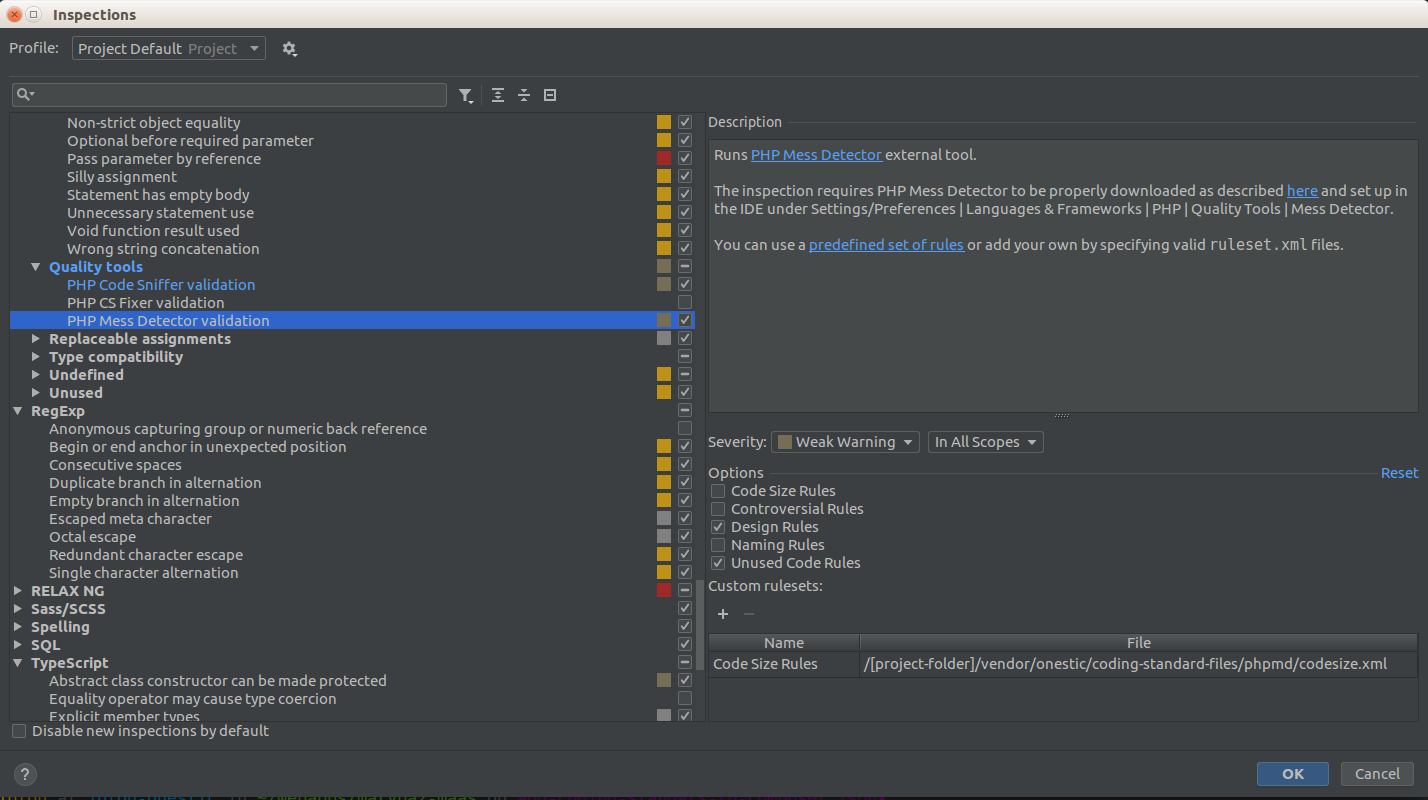 Inspections
Profile: Project Default Project
Non-strict object equality
Optional before required parameter
Pass parameter by reference
Silly assignment
Statement has empty body
Unnecessary statement use
Void function result used
Wrong string concatenation
Quality tools
PHP Code Sniffer validation
PHP CS Fixer validation
PHP Mess Detector validation
Replaceable assignments
Type compatibility
Undefined
Unused
RegExp
Anonymous capturing group or numeric back reference
Begin or end anchor in unexpected position
Consecutive spaces
Duplicate branch in alternation
Empty branch in alternation
Escaped meta character
Octal escape
Redundant character escape
Single character alternation
RELAX NG
Sass/SCSS
Spelling
SQL
TypeScript
Abstract class constructor can be made protected
Equality operator may cause type coercion
Explicit member types
Disable new inspections by default
Description
Runs PHP Mess Detector external tool.
The inspection requires PHP Mess Detector to be properly downloaded as described here and set up in
the IDE under Settings/Preferences | Languages & Frameworks | PHP | Quality Tools | Mess Detector.
You can use a predefined set of rules or add your own by specifying valid ruleset.xml files.
Severity: Weak Warning In All Scopes
Options Reset
Code Size Rules
Controversial Rules
Design Rules
Naming Rules
Unused Code Rules
Custom rulesets:
Name File
Code Size Rules /[project-folder]/vendor/onestic/coding-standard-files/phpmd/codesize.xml
? OK Cancel